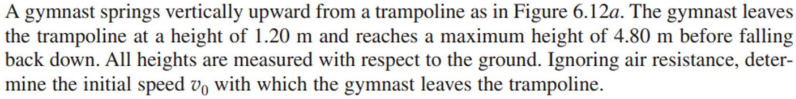 A gymnast springs vertically upward from a trampoline as in Figure 6.12a. The gymnast leaves
the trampoline at a height of 1.20 m and reaches a maximum height of 4.80 m before falling
back down. All heights are measured with respect to the ground. Ignoring air resistance, deter-
mine the initial speed v₀ with which the gymnast leaves the trampoline.